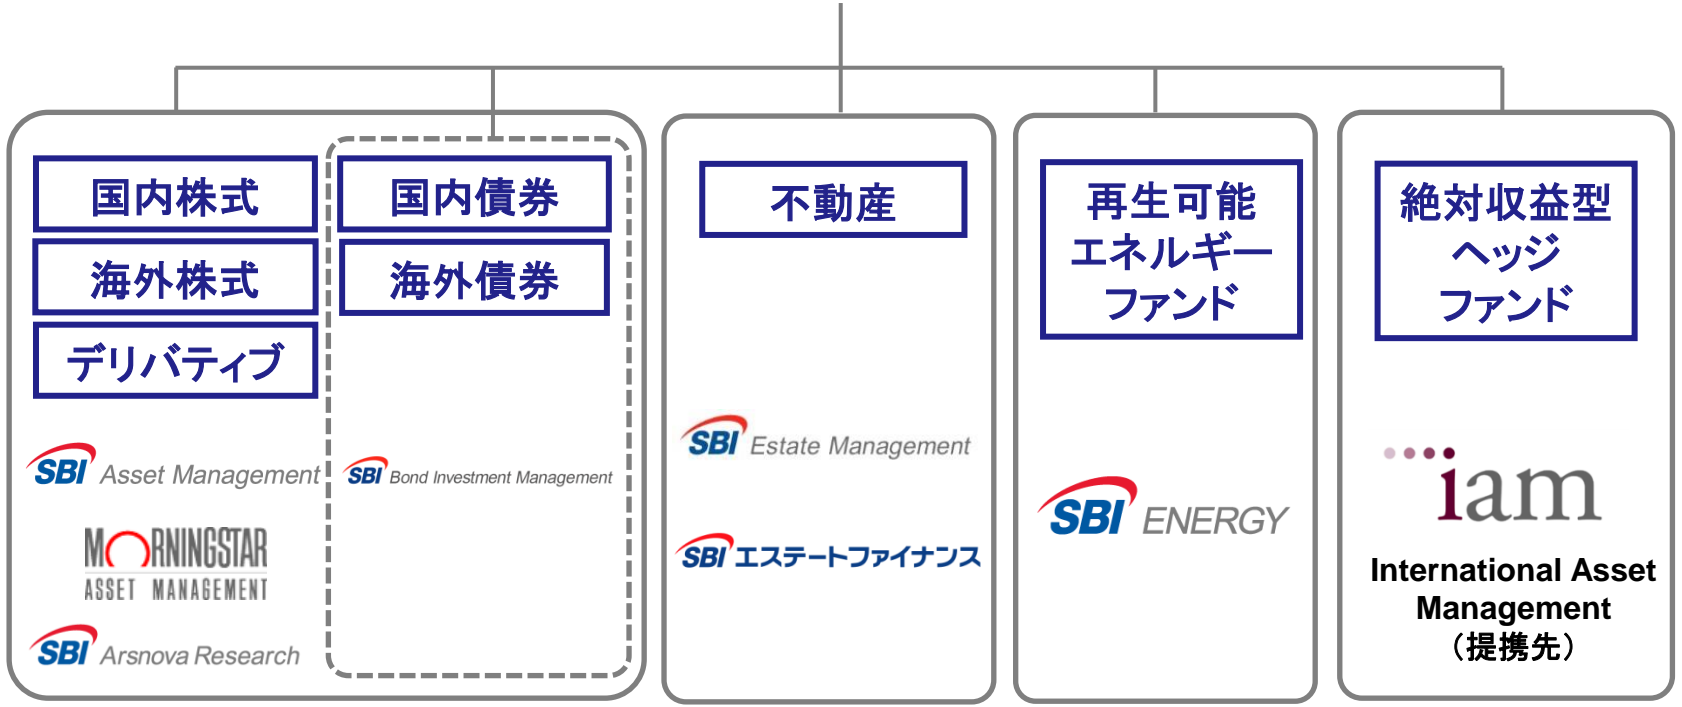 国内株式
海外株式
デリバティブ
SBI Asset Management
MORNINGSTAR
ASSET MANAGEMENT
SBI Arsnova Research
国内債券
海外債券
SBI Bond Investment Management
不動産
SBI Estate Management
SBIエステートファイナンス
再生可能
エネルギー
ファンド
SBI ENERGY
絶対収益型
ヘッジ
ファンド
iam
International Asset
Management
（提携先）